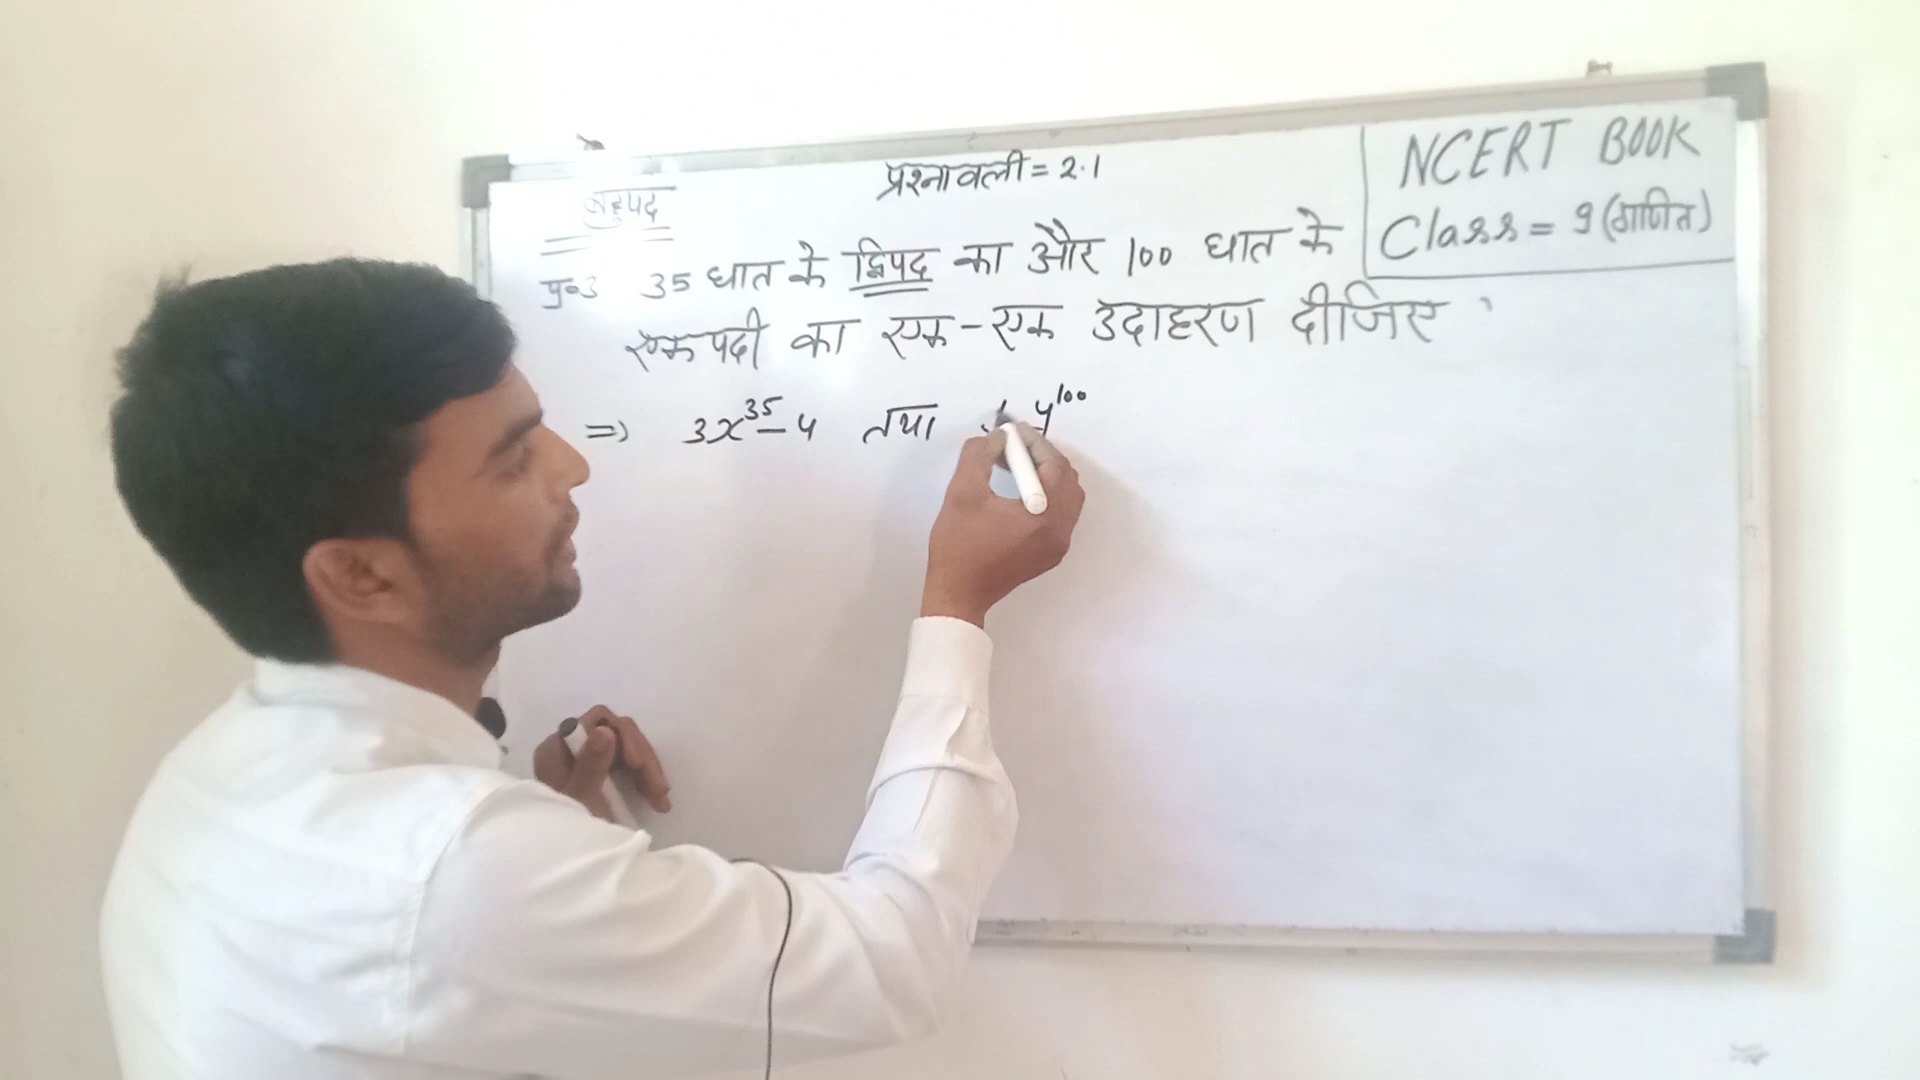 प्रश्नावली = 2.1
NCERT BOOK
Class = 9 (गणित)
बहुपद
प्र०3 35 घात के द्विपद का और 100 घात के
एकपदी का एक-एक उदाहरण दीजिए
⇒ 3x³⁵ - 4 तथा y¹⁰⁰